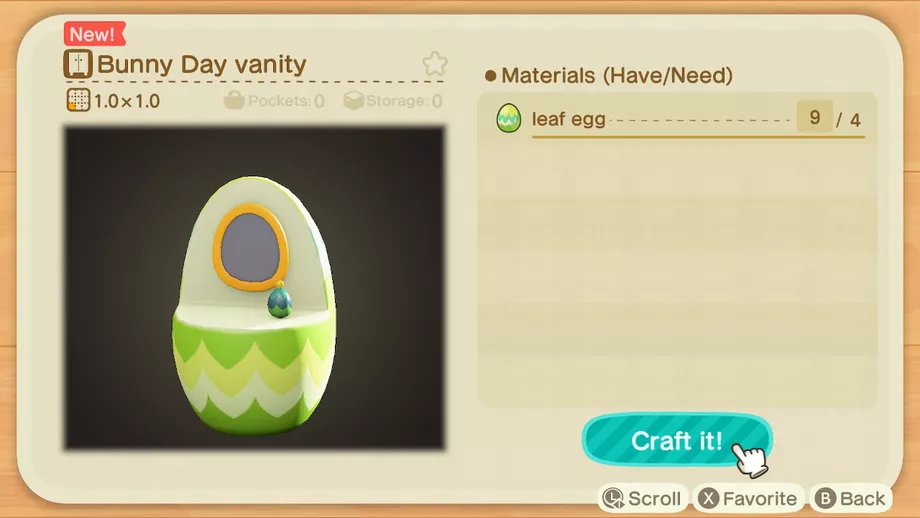 New!
Bunny Day vanity
1.0×1.0 Pockets: 0 Storage: 0
Materials (Have/Need)
leaf egg 9 / 4
Craft it!
L Scroll X Favorite B Back